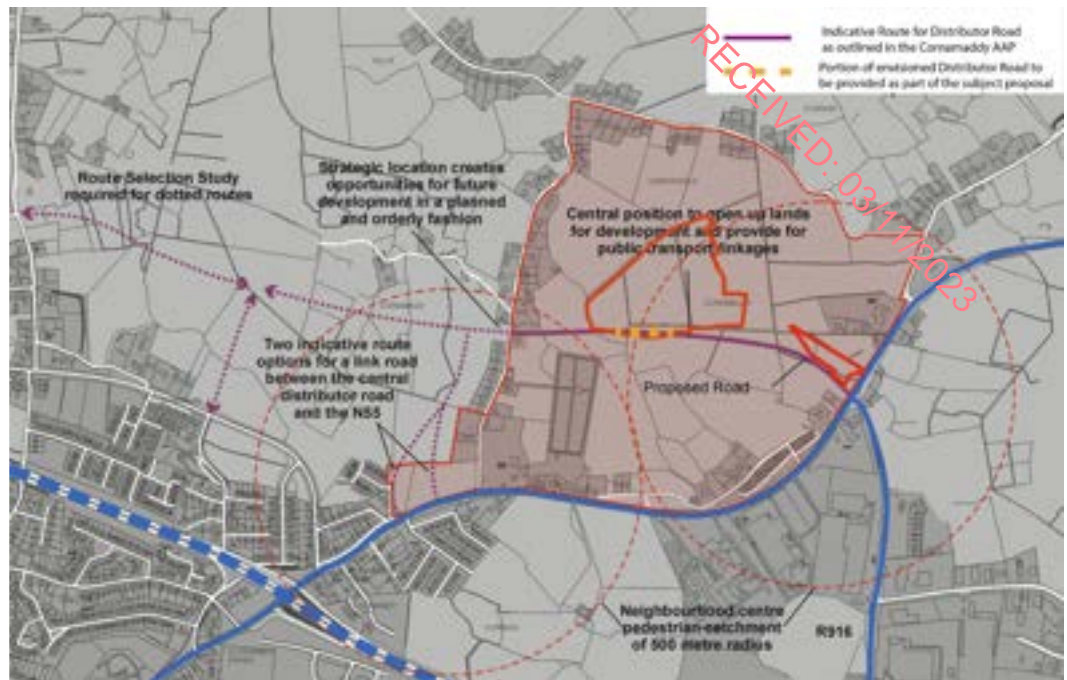 Indicative Route for Distributor Road
as outlined in the Cornamaddy AAP
Portion of envisioned Distributor Road to
be provided as part of the subject proposal
RECEIVED: 03/11/2023
Route Selection Study
required for dotted routes
Strategic location creates
opportunities for future
development in a planned
and orderly fashion
Central position to open up lands
for development and provide for
public transport linkages
Two indicative route
options for a link road
between the central
distributor road
and the N55
Proposed Road
Neighbourhood centre
pedestrian catchment
of 500 metre radius
R916